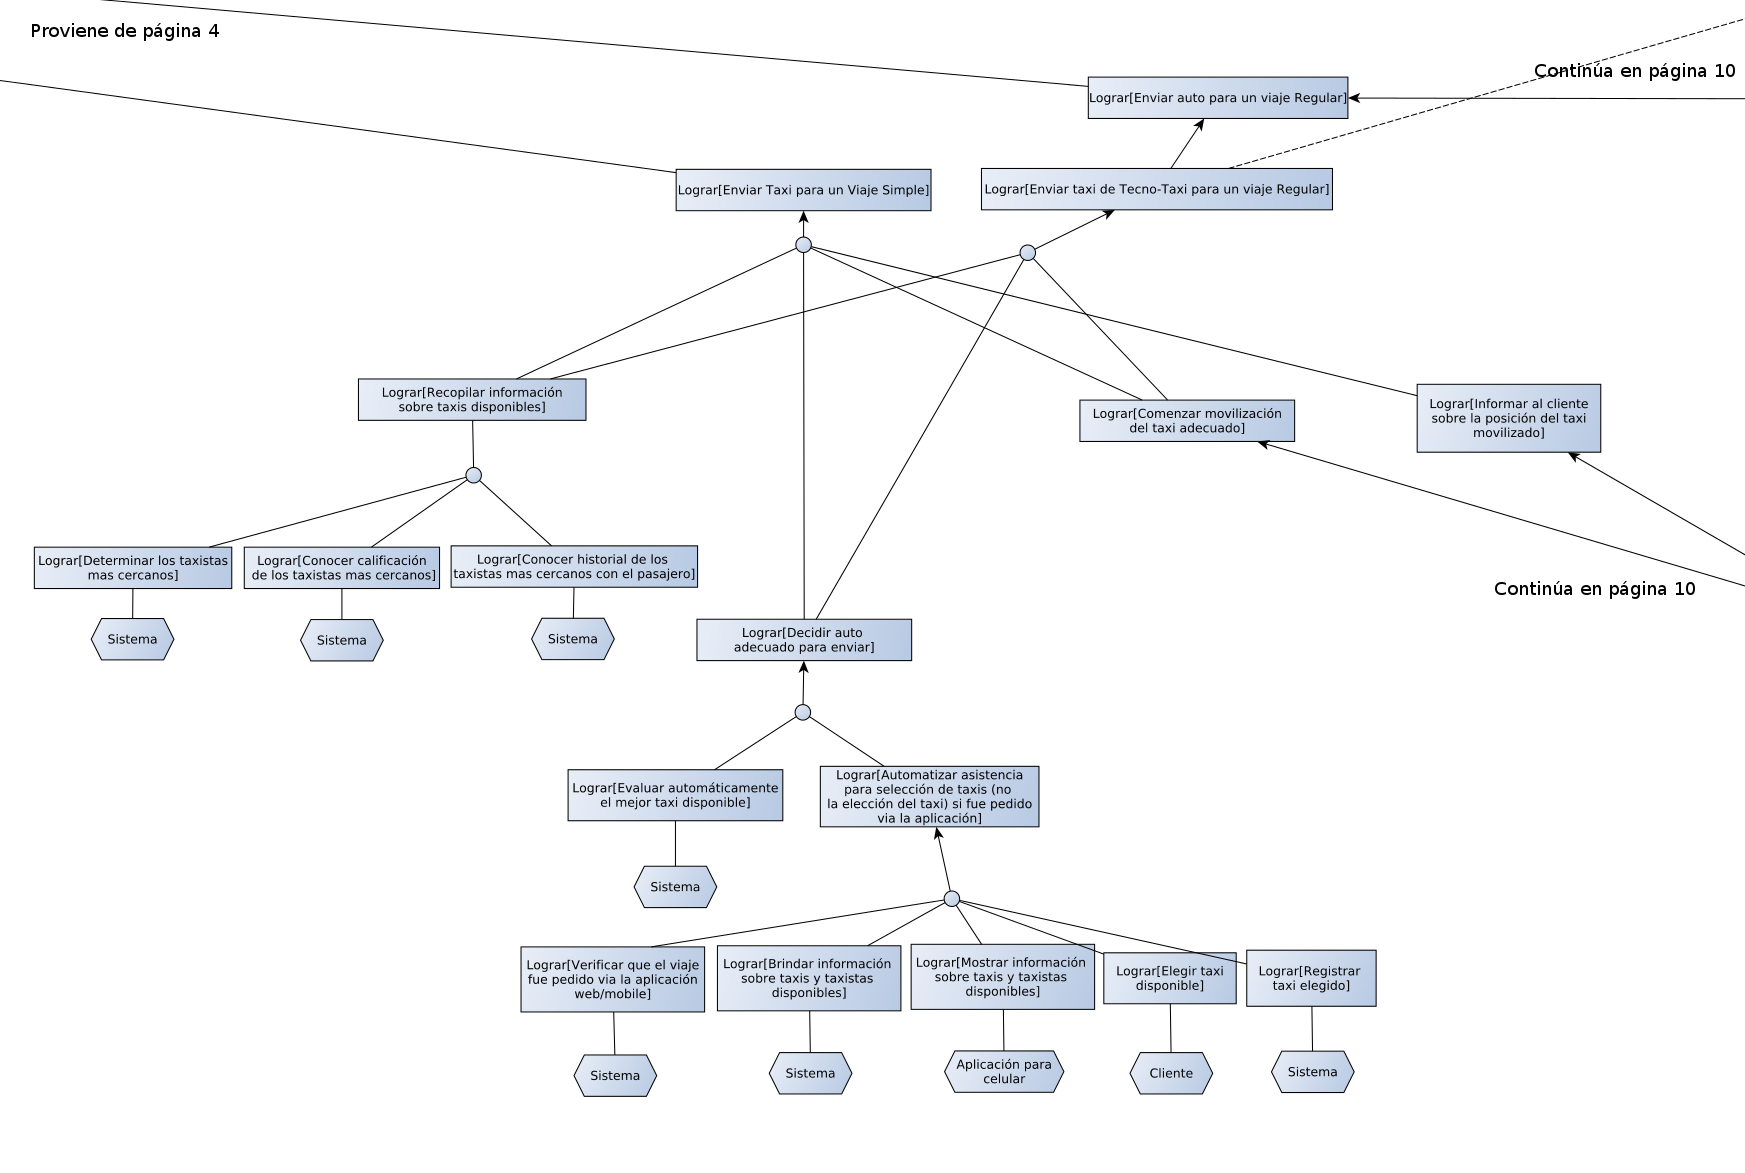 Proviene de página 4
Continúa en página 10
Lograr[Enviar auto para un viaje Regular]
Lograr[Enviar Taxi para un Viaje Simple]
Lograr[Enviar taxi de Tecno-Taxi para un viaje Regular]
Lograr[Recopilar información
sobre taxis disponibles]
Lograr[Comenzar movilización
del taxi adecuado]
Lograr[Informar al cliente
sobre la posición del taxi
movilizado]
Lograr[Determinar los taxistas
mas cercanos]
Lograr[Conocer calificación
de los taxistas mas cercanos]
Lograr[Conocer historial de los
taxistas mas cercanos con el pasajero]
Continúa en página 10
Sistema
Sistema
Sistema
Lograr[Decidir auto
adecuado para enviar]
Lograr[Evaluar automáticamente
el mejor taxi disponible]
Lograr[Automatizar asistencia
para selección de taxis (no
la elección del taxi) si fue pedido
via la aplicación]
Sistema
Lograr[Verificar que el viaje
fue pedido via la aplicación
web/mobile]
Lograr[Brindar información
sobre taxis y taxistas
disponibles]
Lograr[Mostrar información
sobre taxis y taxistas
disponibles]
Lograr[Elegir taxi
disponible]
Lograr[Registrar
taxi elegido]
Sistema
Sistema
Aplicación para
celular
Cliente
Sistema